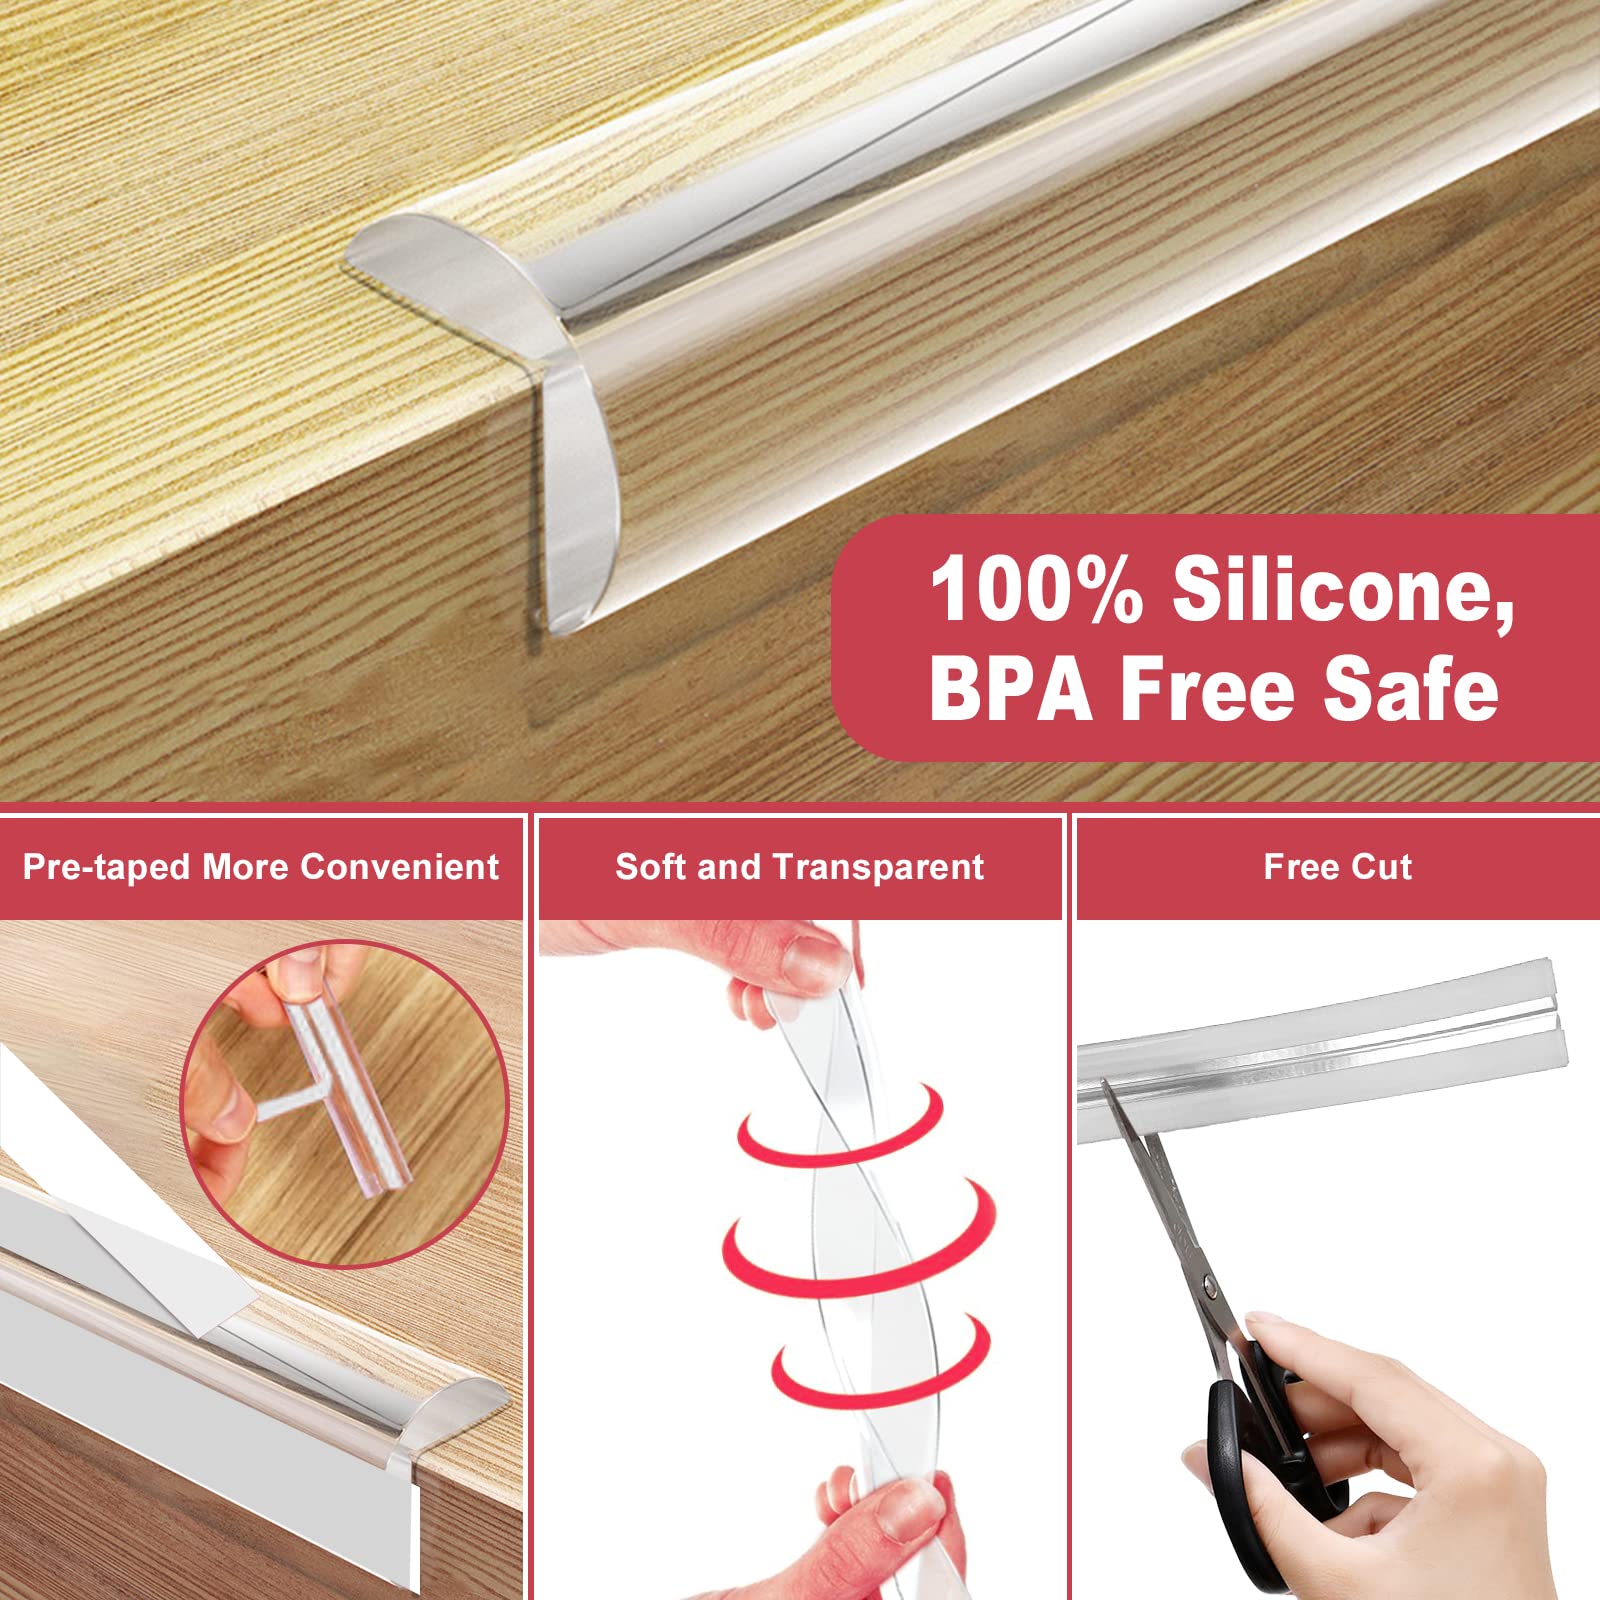 100% Silicone,
BPA Free Safe
Pre-taped More Convenient
Soft and Transparent
Free Cut